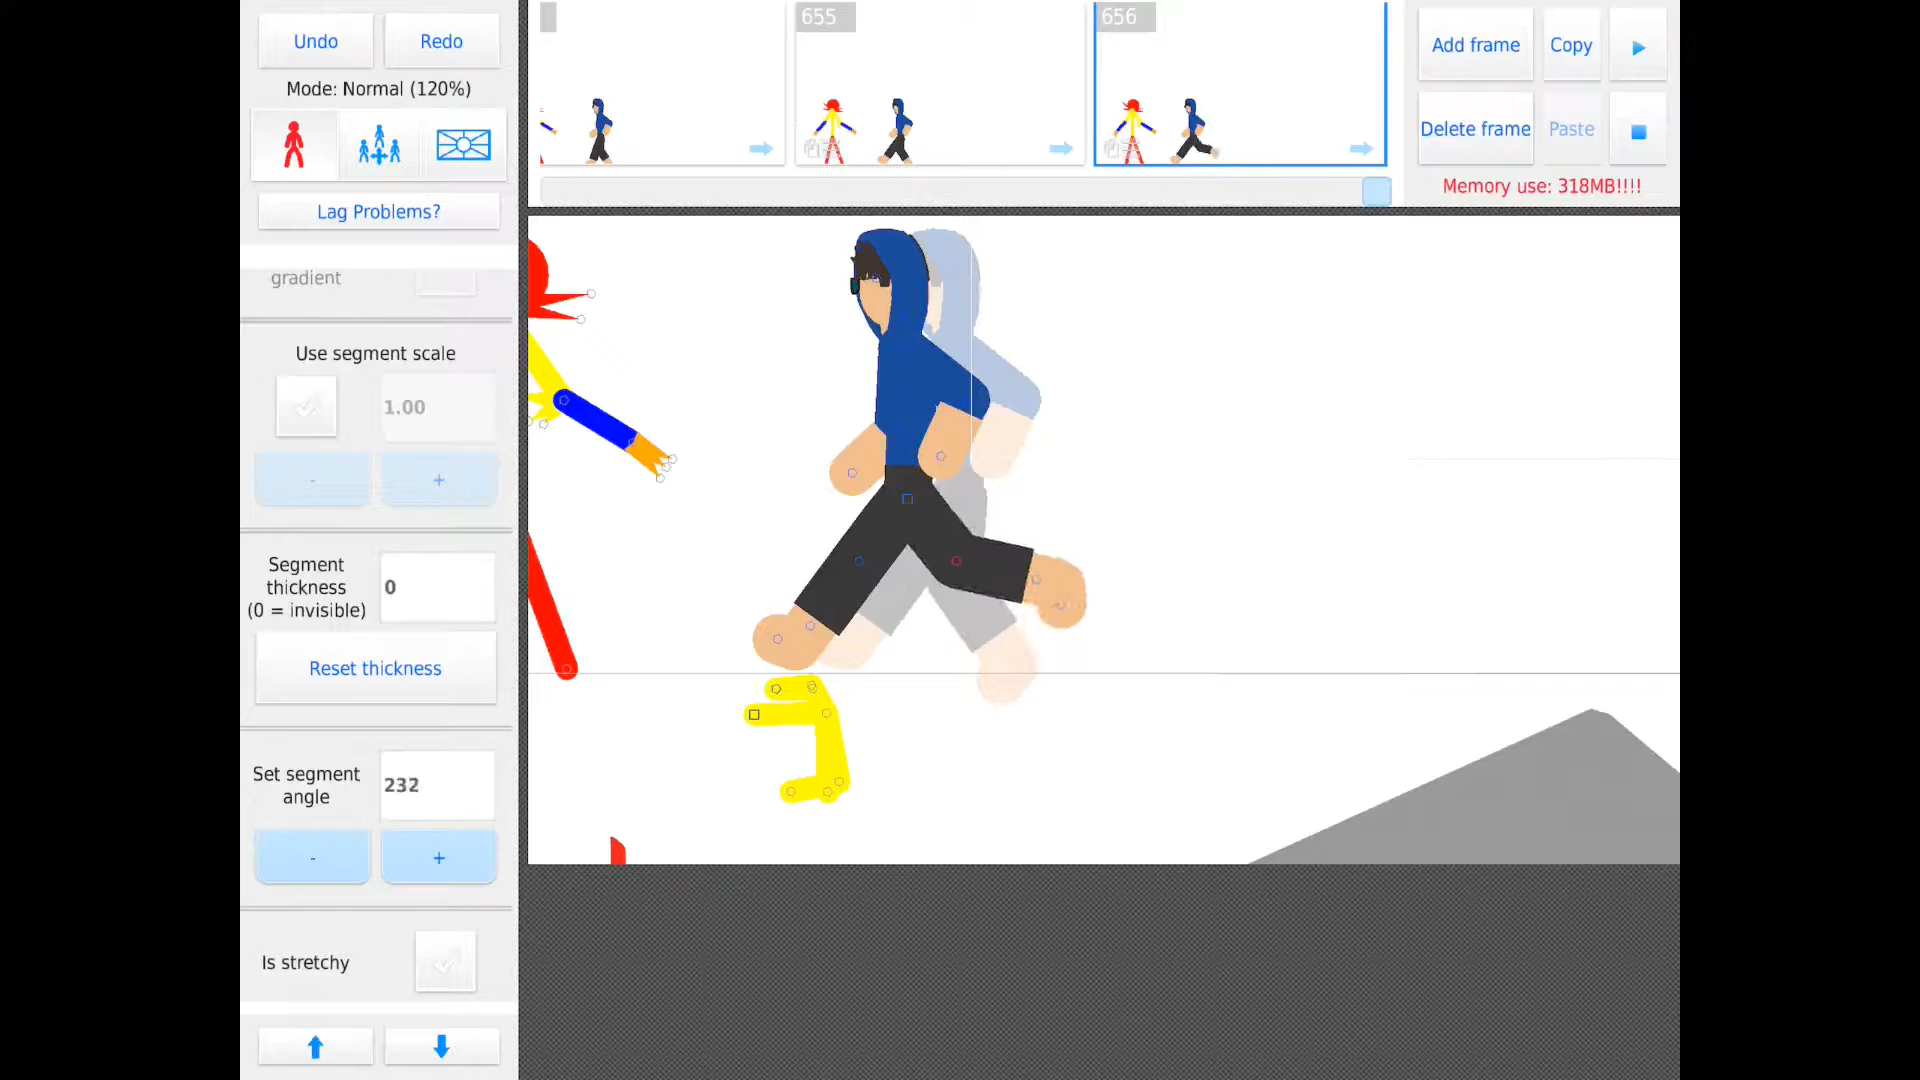 Undo
Redo
Mode: Normal (120%)
Lag Problems?
gradient
Use segment scale
1.00
-
+
Segment
thickness
(0 = invisible)
0
Reset thickness
Set segment
angle
232
-
+
Is stretchy
655
656
Add frame
Copy
Delete frame
Paste
Memory use: 318MB!!!!